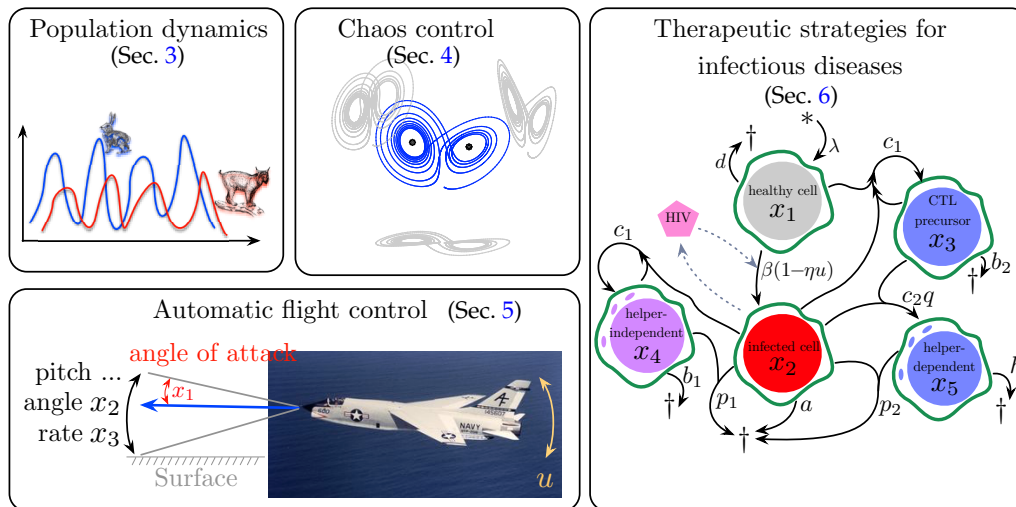 Population dynamics
(Sec. 3)
Chaos control
(Sec. 4)
Automatic flight control (Sec. 5)
angle of attack
pitch ...
x₁
angle x₂
rate x₃
Surface
NAVY
u
Therapeutic strategies for
infectious diseases
(Sec. 6)
*
λ
†
d
c₁
healthy cell
x₁
CTL
precursor
x₃
HIV
b₂
†
c₁
β(1−ηu)
c₂q
helper-
independent
x₄
infected cell
x₂
helper-
dependent
x₅
b₁
†
p₁
a
p₂
†
h
†